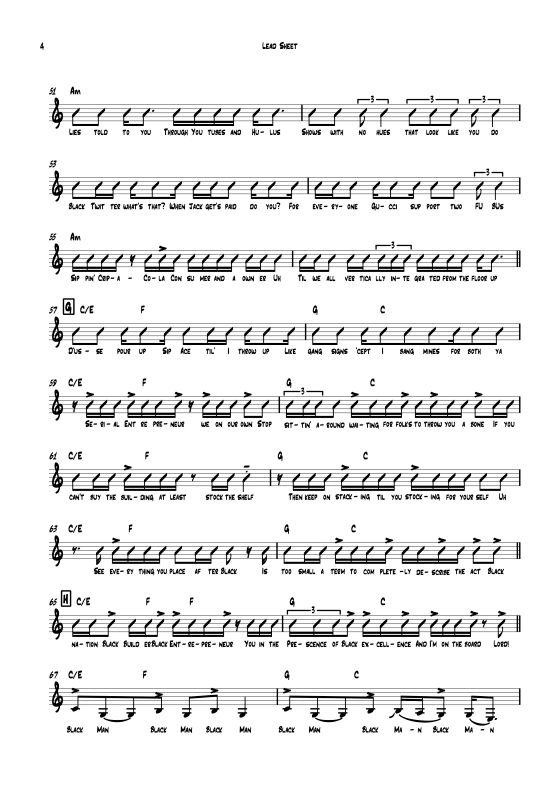 4 Lead Sheet
51 Am 3 3 3
Lies told to you Through You tubes and Hu- lus Shows with no hues that look like you do
53 3
Black Twit ter what's that? When Jack get's paid do you? For eve-ry-one Gu-cci sup port two FU BUs
55 Am 3
Sip pin' Crip-a - Co-la Con su mer and a own er Uh Til we all ver tica lly in-te gra ted from the floor up
57 G C/E F G C
D'us-se pour up Sip Ace til' I throw up Like gang signs 'cept I bang mines for both ya
59 C/E F G 3 C
Se-ri-al Ent re pre-neur we on our own Stop sit-tin' a-round wai-ting for folks to throw you a bone If you
61 C/E F G C
can't buy the buil-ding at least stock the shelf Then keep on stack-ing til you stock-ing for your self Uh
63 C/E F G C
See eve-ry thing you place af ter Black is too small a term to com plete-ly de-scribe the act Black
65 H C/E F F G 3 C
na-tion Black Build er Black Ent-re-pre-neur You in the Pre-scence of Black ex-cell-ence And I'm on the board Lord!
67 C/E F G C
Black Man Black Man Black Man Black Man Black Ma-n Black Ma-n